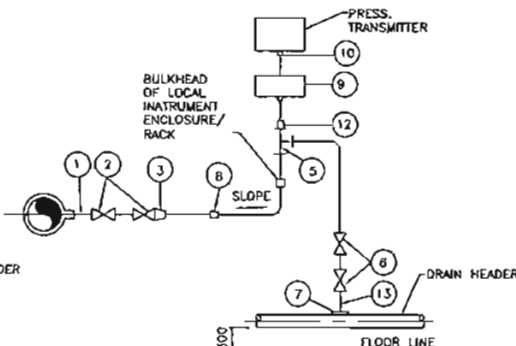 PRESS.
TRANSMITTER
10
BULKHEAD
OF LOCAL
INATRUMENT
ENCLOSURE/
RACK
9
12
1
2
3
8
5
SLOPE
6
DER
7
13
DRAIN HEADER
FLOOR LINE